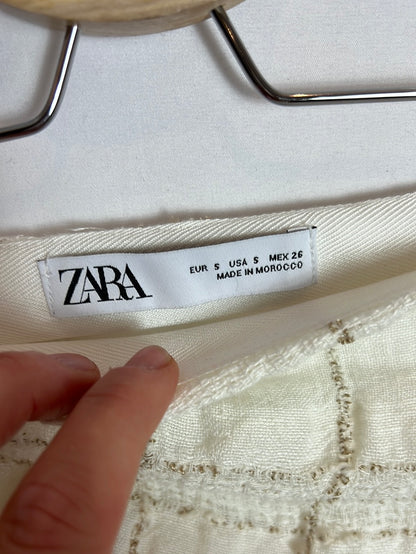 ZARA
EUR S USA S MEX 26
MADE IN MOROCCO